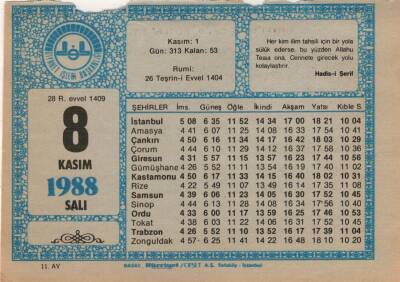 Kasım: 1
Gün: 313 Kalan: 53
Rumi:
26 Teşrin-i Evvel 1404
Her kim ilim tahsili için bir yola
sülük ederse, bu yüzden Allahu
Teaa ona, Cennete girecek yolu
kolaylaştırır.
Hadis-i Şerif
28 R. evvel 1409
8
KASIM
1988
SALI
ŞEHİRLER İms. Güneş Öğle İkindi Akşam Yatsı Kıble S.
İstanbul 5 08 6 35 11 52 14 34 17 00 18 21 10 04
Amasya 4 41 6 07 11 25 14 08 16 33 17 54 10 41
Çankırı 4 50 6 16 11 34 14 17 16 42 18 03 10 25
Çorum 4 44 6 10 11 29 14 12 16 37 17 58 10 36
Giresun 4 31 5 57 11 15 13 57 16 23 17 44 10 56
Gümüşhane 4 26 5 52 11 11 13 54 16 19 17 40 11 02
Kastamonu 4 50 6 17 11 33 14 15 16 40 18 02 10 31
Rize 4 22 5 49 11 07 13 49 16 14 17 35 11 08
Samsun 4 39 6 06 11 23 14 05 16 30 17 52 10 45
Sinop 4 44 6 13 11 28 14 08 16 34 17 56 10 40
Ordu 4 33 6 00 11 17 13 59 16 25 17 46 10 53
Tokat 4 38 6 03 11 22 14 06 16 31 17 52 10 45
Trabzon 4 26 5 52 11 10 13 52 16 17 17 39 11 04
Zonguldak 4 57 6 25 11 41 14 22 16 48 18 10 10 20
11. AY
BASKI: Hürriyet/OFSET A.Ş. Sefaköy - İstanbul